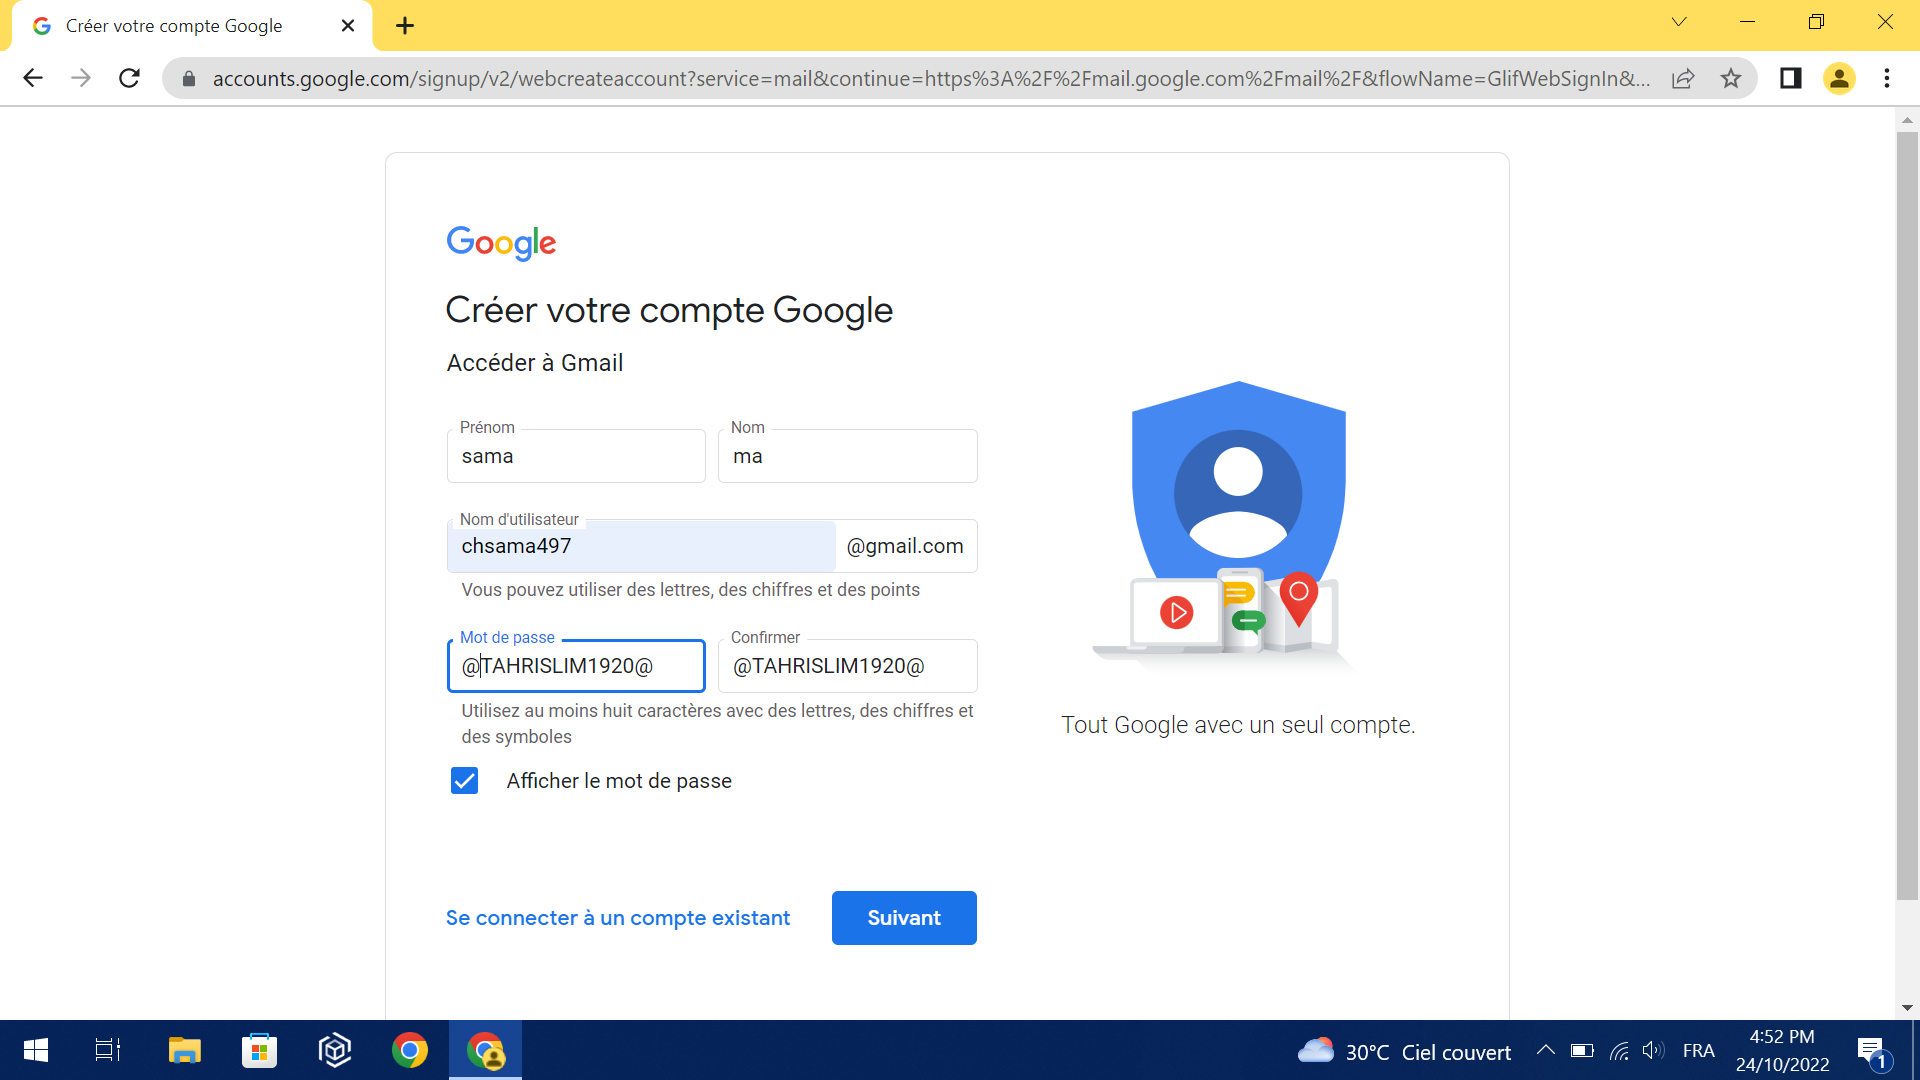 Créer votre compte Google
accounts.google.com/signup/v2/webcreateaccount?service=mail&continue=https%3A%2F%2Fmail.google.com%2Fmail%2F&flowName=GlifWebSignIn&...
Google
Créer votre compte Google
Accéder à Gmail
Prénom
sama
Nom
ma
Nom d'utilisateur
chsama497
@gmail.com
Vous pouvez utiliser des lettres, des chiffres et des points
Mot de passe
@TAHRISLIM1920@
Confirmer
@TAHRISLIM1920@
Utilisez au moins huit caractères avec des lettres, des chiffres et
des symboles
Afficher le mot de passe
Se connecter à un compte existant
Suivant
Tout Google avec un seul compte.
30°C Ciel couvert
FRA
4:52 PM
24/10/2022
1